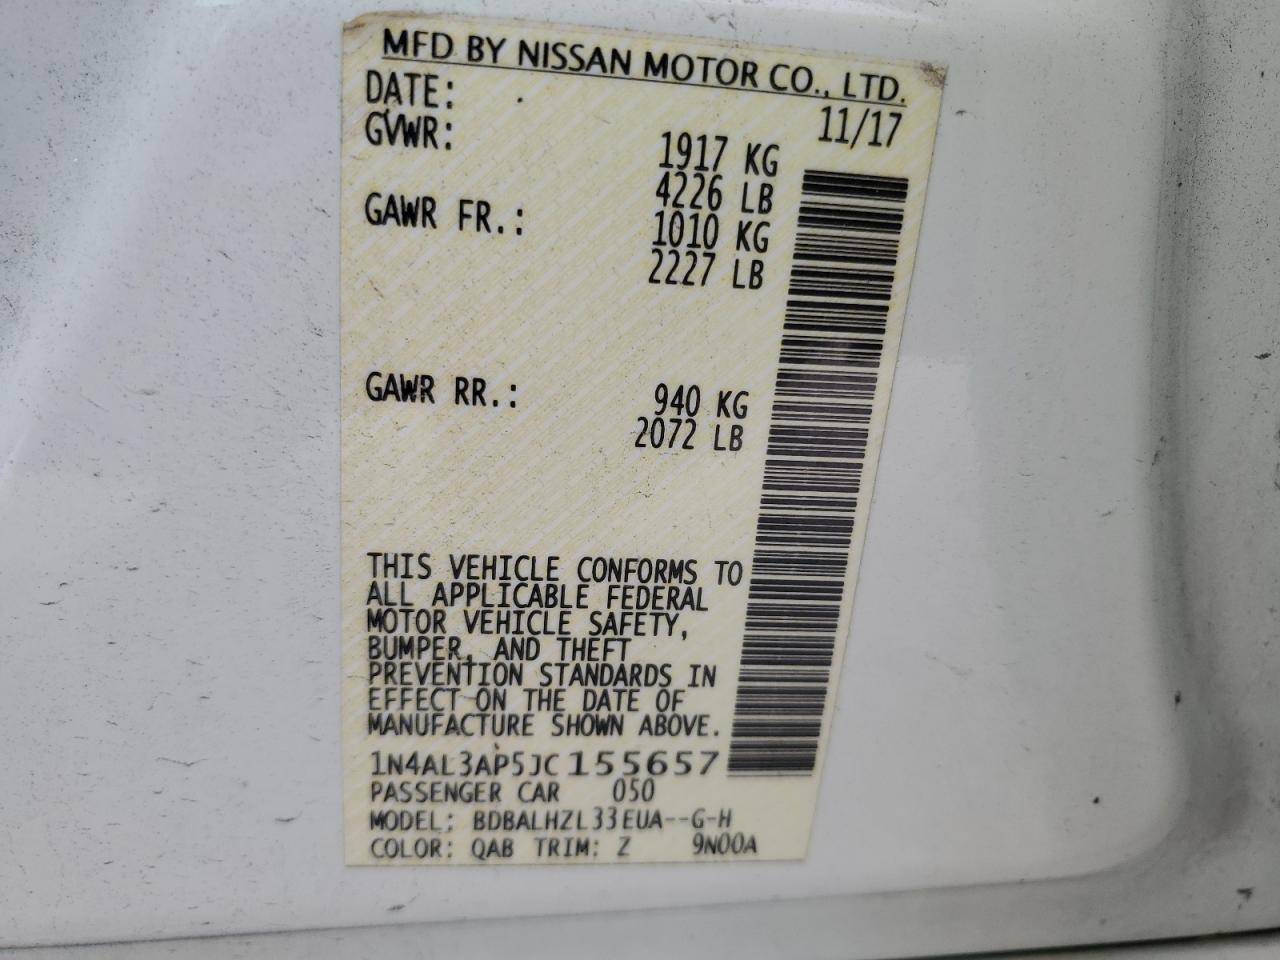 MFD BY NISSAN MOTOR CO., LTD.
DATE: 11/17
GVWR: 1917 KG
4226 LB
GAWR FR.: 1010 KG
2227 LB
GAWR RR.: 940 KG
2072 LB
THIS VEHICLE CONFORMS TO
ALL APPLICABLE FEDERAL
MOTOR VEHICLE SAFETY,
BUMPER, AND THEFT
PREVENTION STANDARDS IN
EFFECT ON THE DATE OF
MANUFACTURE SHOWN ABOVE.
1N4AL3AP5JC155657
PASSENGER CAR 050
MODEL: BDBALHZL33EUA--G-H
COLOR: QAB TRIM: Z 9N00A